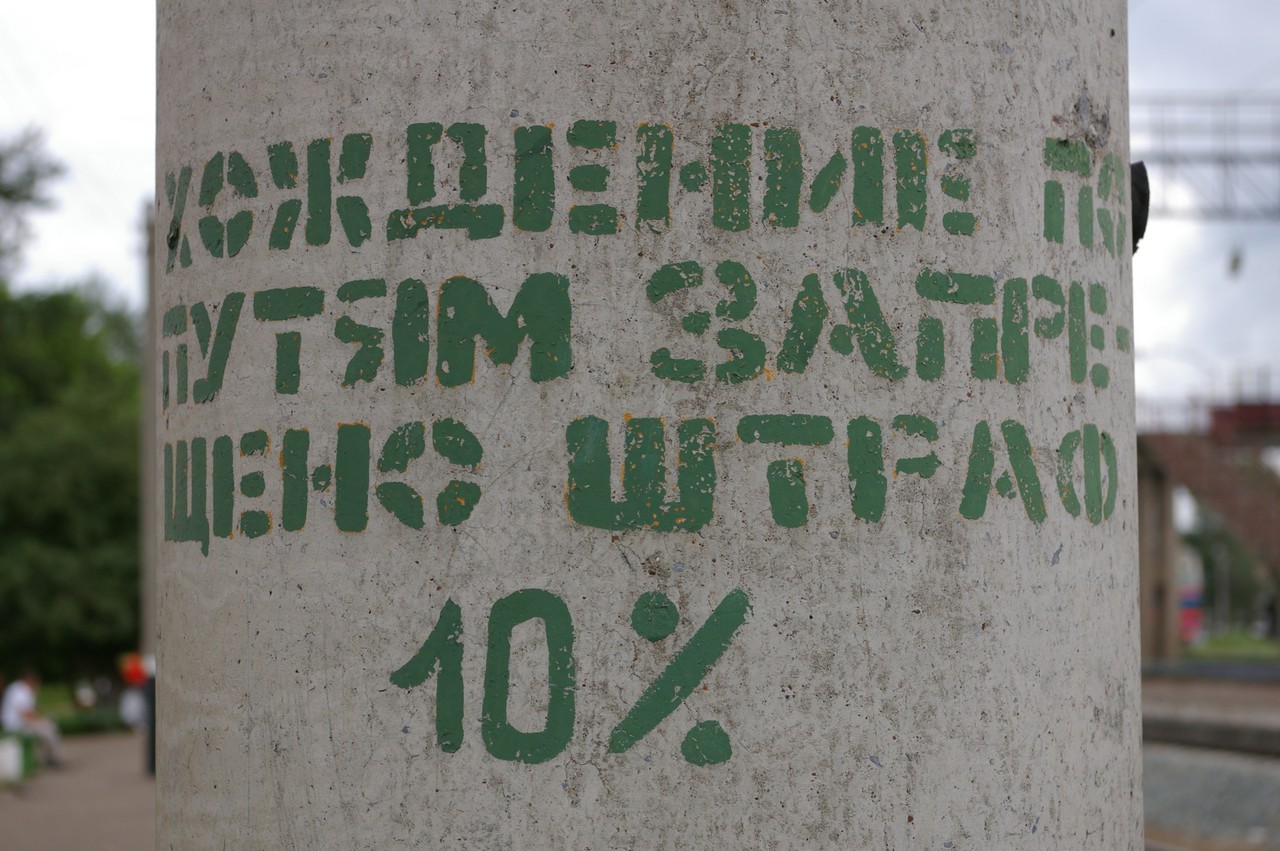 ХОЖДЕНИЕ ПО
ПУТЯМ ЗАПРЕ-
ЩЕНО ШТРАФ
10%